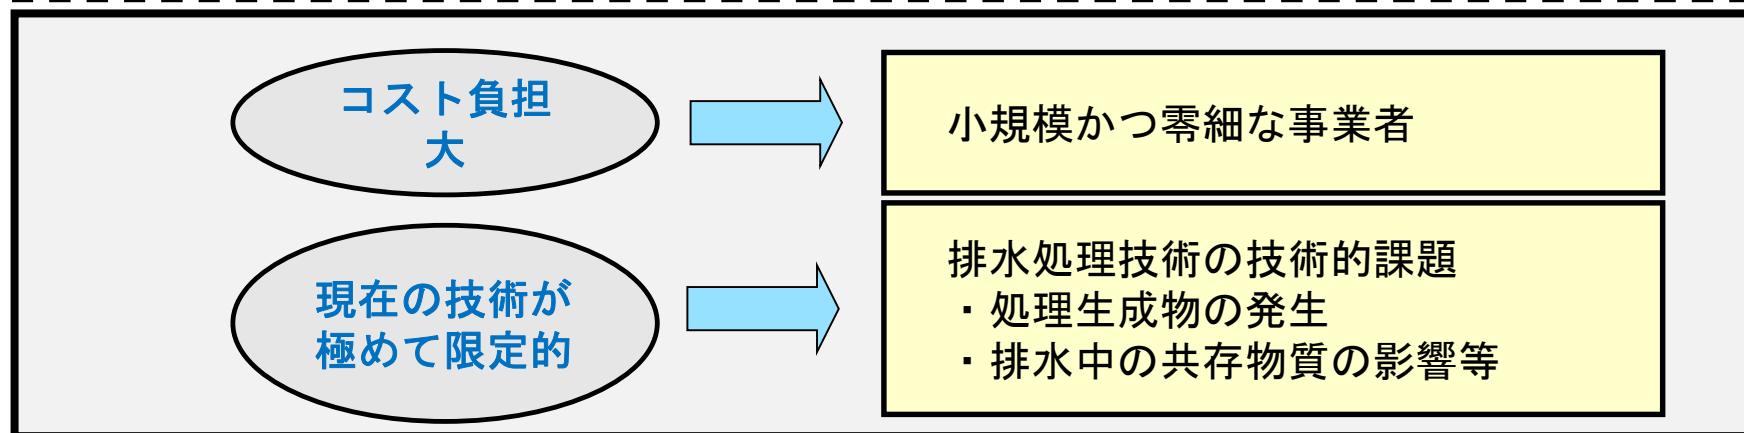 コスト負担
大
小規模かつ零細な事業者
現在の技術が
極めて限定的
排水処理技術の技術的課題
・処理生成物の発生
・排水中の共存物質の影響等